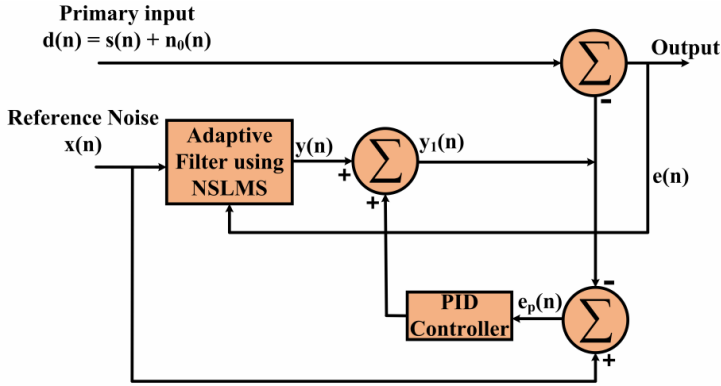 Primary input
d(n) = s(n) + n₀(n)
Output
Σ
-
Reference Noise
x(n)
Adaptive
Filter using
NSLMS
y(n)
+
Σ
+
y₁(n)
e(n)
-
PID
Controller
eₚ(n)
Σ
+